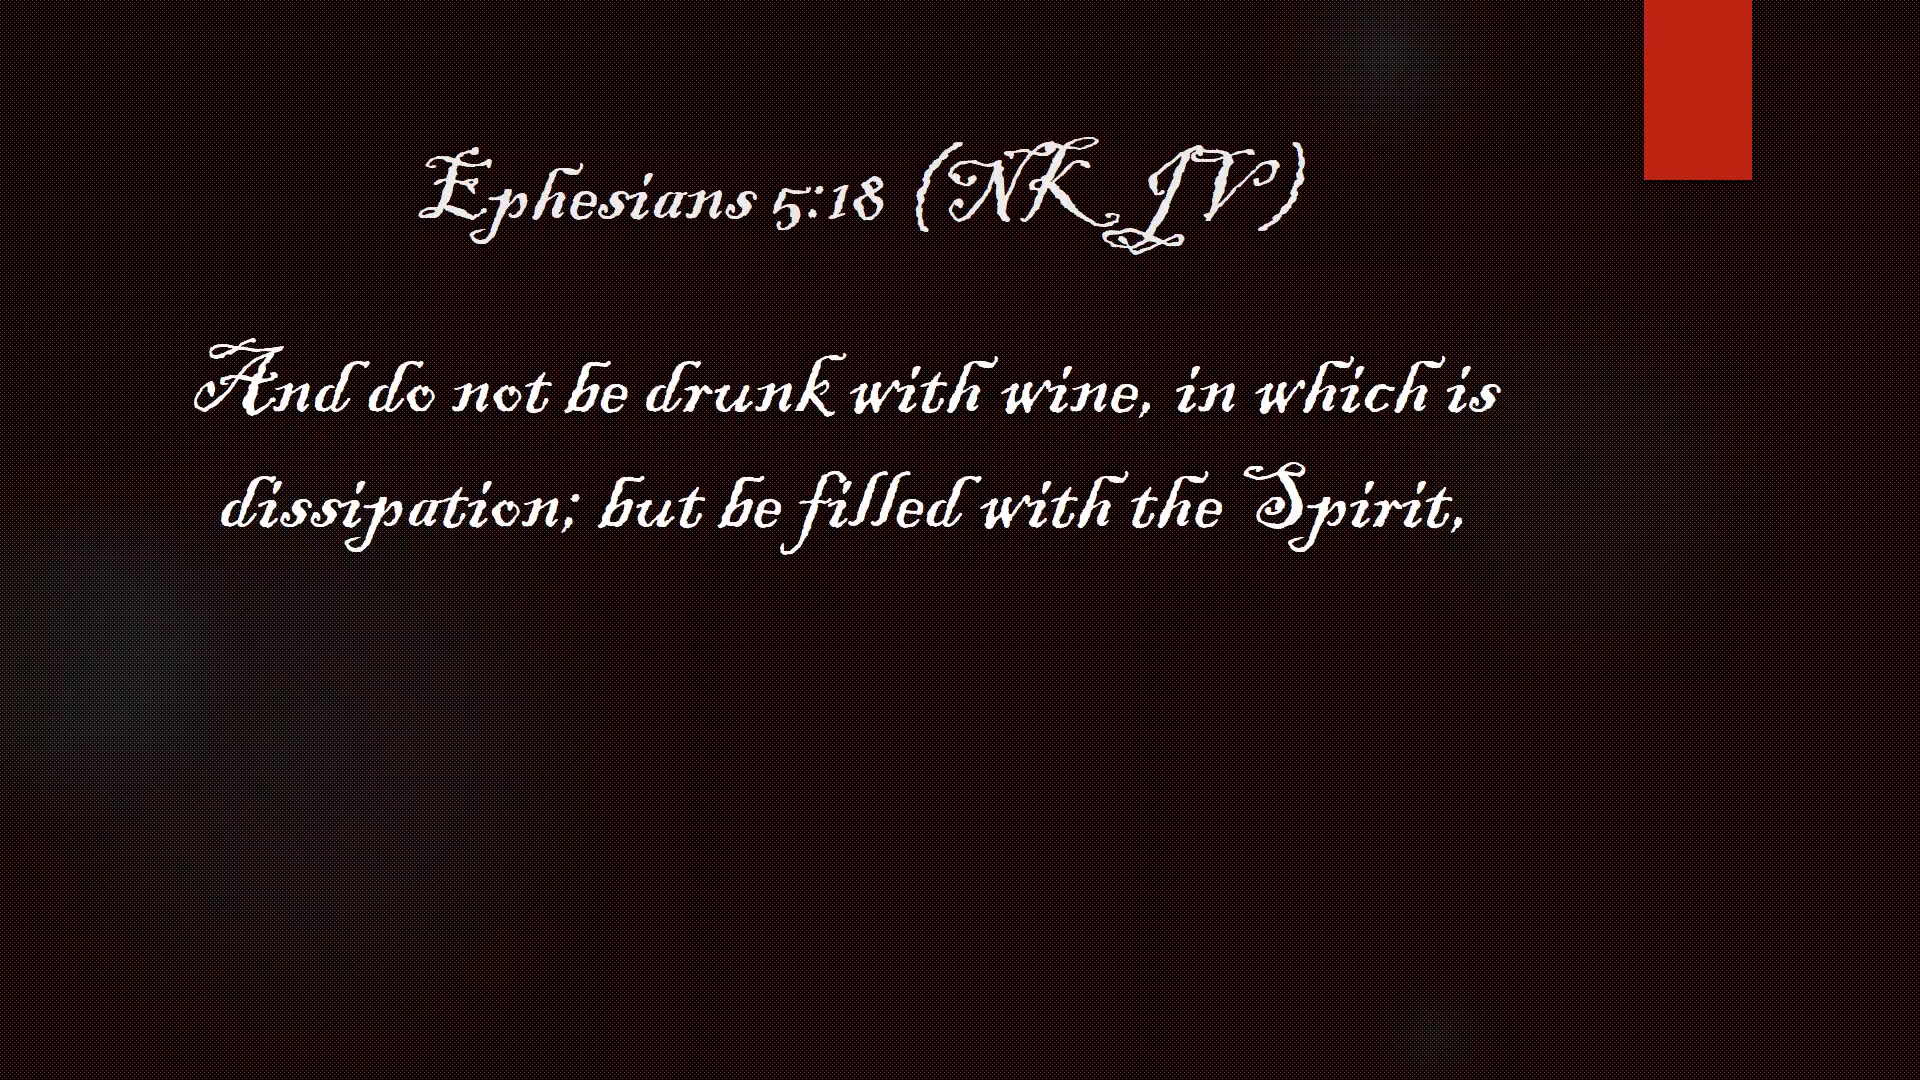 Ephesians 5:18 (NKJV)
And do not be drunk with wine, in which is
dissipation; but be filled with the Spirit,